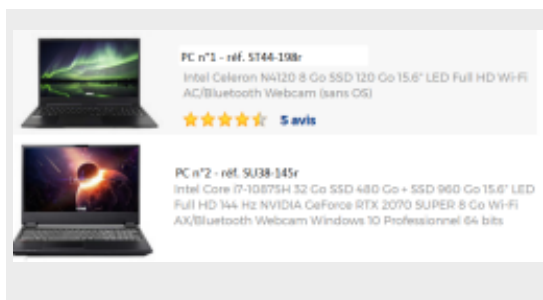 PC n°1 - réf. ST44-198r
Intel Celeron N4120 8 Go SSD 120 Go 15.6" LED Full HD Wi-Fi
AC/Bluetooth Webcam (sans OS)
5 avis
PC n°2 - réf. SU38-145r
Intel Core i7-10875H 32 Go SSD 480 Go + SSD 960 Go 15.6" LED
Full HD 144 Hz NVIDIA GeForce RTX 2070 SUPER 8 Go Wi-Fi
AX/Bluetooth Webcam Windows 10 Professionnel 64 bits